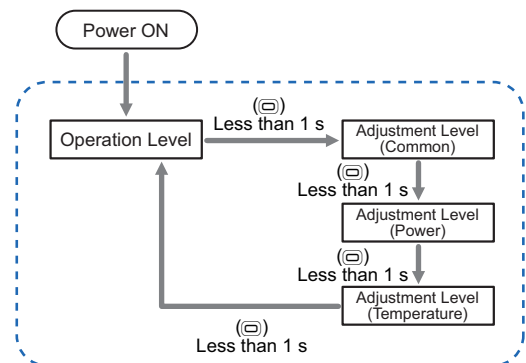 Power ON
(▭)
Less than 1 s
Operation Level
Adjustment Level
(Common)
(▭)
Less than 1 s
Adjustment Level
(Power)
(▭)
Less than 1 s
Adjustment Level
(Temperature)
(▭)
Less than 1 s